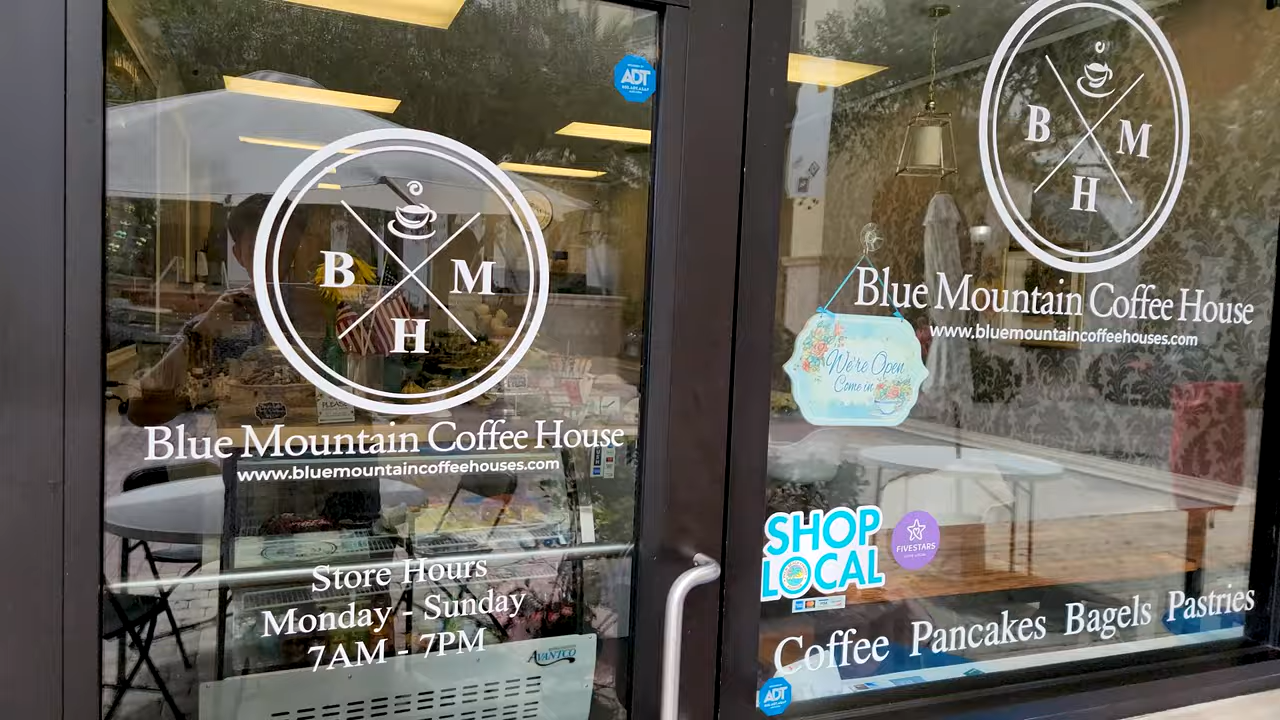 ADT
B M
H
Blue Mountain Coffee House
www.bluemountaincoffeehouses.com
PLEASE
Store Hours
Monday - Sunday
7AM - 7PM
AVANTCO
B M
H
Blue Mountain Coffee House
www.bluemountaincoffeehouses.com
We're Open
Come in
SHOP
LOCAL
FIVESTARS
Coffee Pancakes Bagels Pastries
ADT